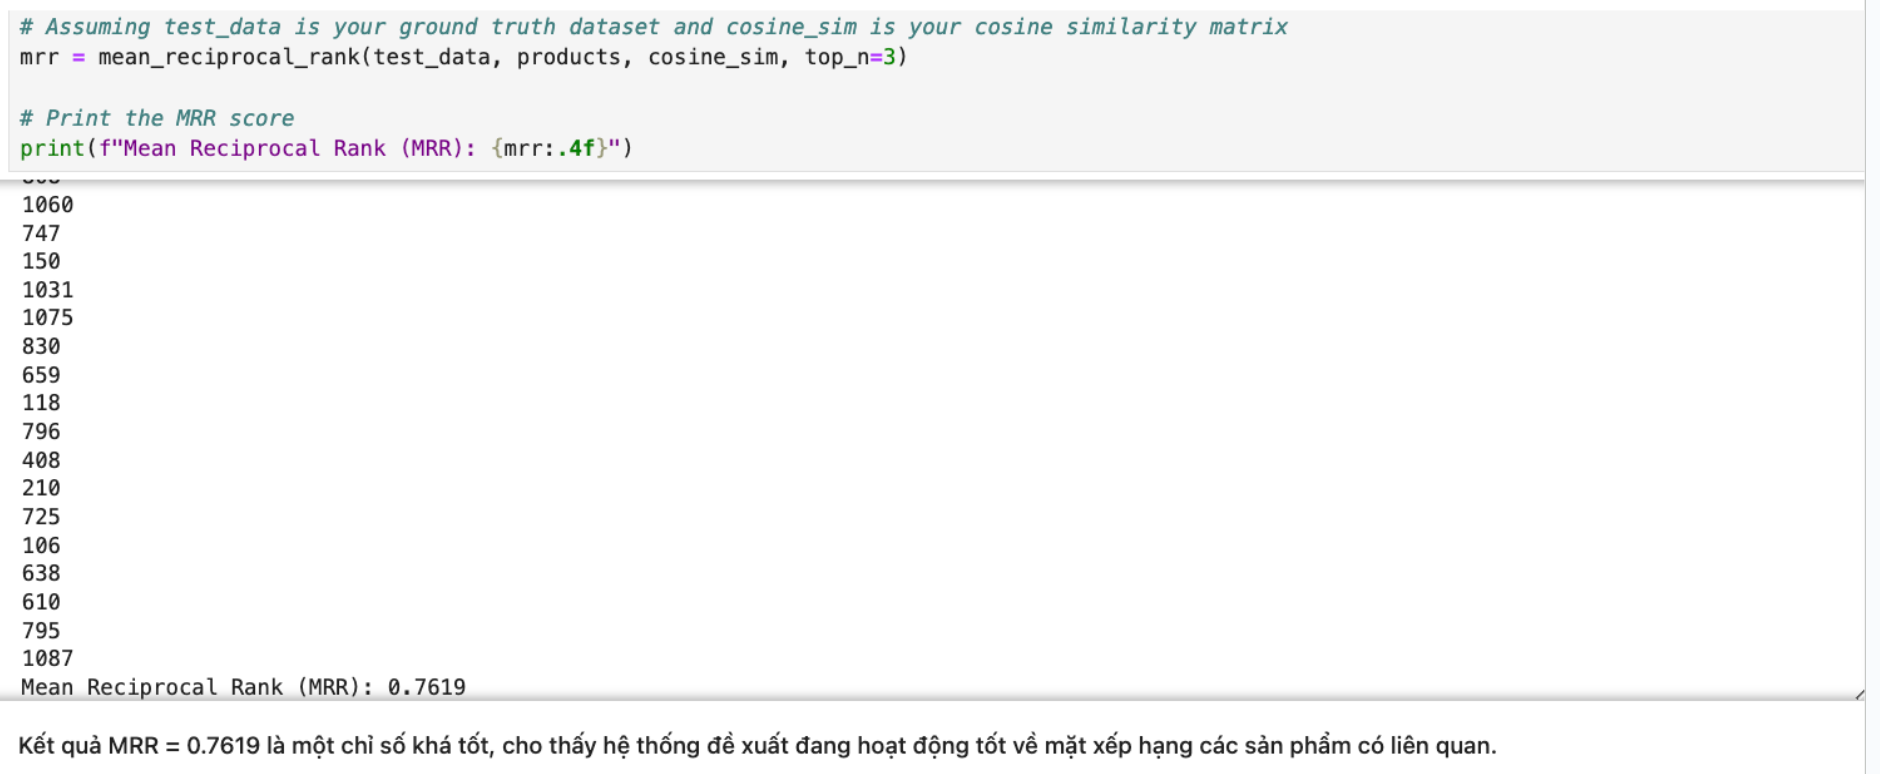 # Assuming test_data is your ground truth dataset and cosine_sim is your cosine similarity matrix
mrr = mean_reciprocal_rank(test_data, products, cosine_sim, top_n=3)
# Print the MRR score
print(f"Mean Reciprocal Rank (MRR): {mrr:.4f}")
1060
747
150
1031
1075
830
659
118
796
408
210
725
106
638
610
795
1087
Mean Reciprocal Rank (MRR): 0.7619
Kết quả MRR = 0.7619 là một chỉ số khá tốt, cho thấy hệ thống đề xuất đang hoạt động tốt về mặt xếp hạng các sản phẩm có liên quan.